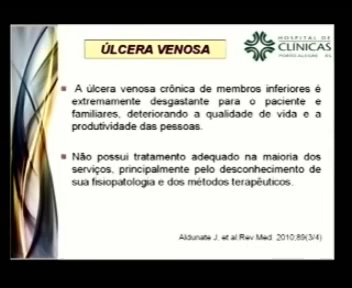 ÚLCERA VENOSA
HOSPITAL DE
CLÍNICAS
PORTO ALEGRE RS
A úlcera venosa crônica de membros inferiores é
extremamente desgastante para o paciente e
familiares, deteriorando a qualidade de vida e a
produtividade das pessoas.
Não possui tratamento adequado na maioria dos
serviços, principalmente pelo desconhecimento de
sua fisiopatologia e dos métodos terapêuticos.
Aldunate J, et al Rev Med. 2010;89(3/4)